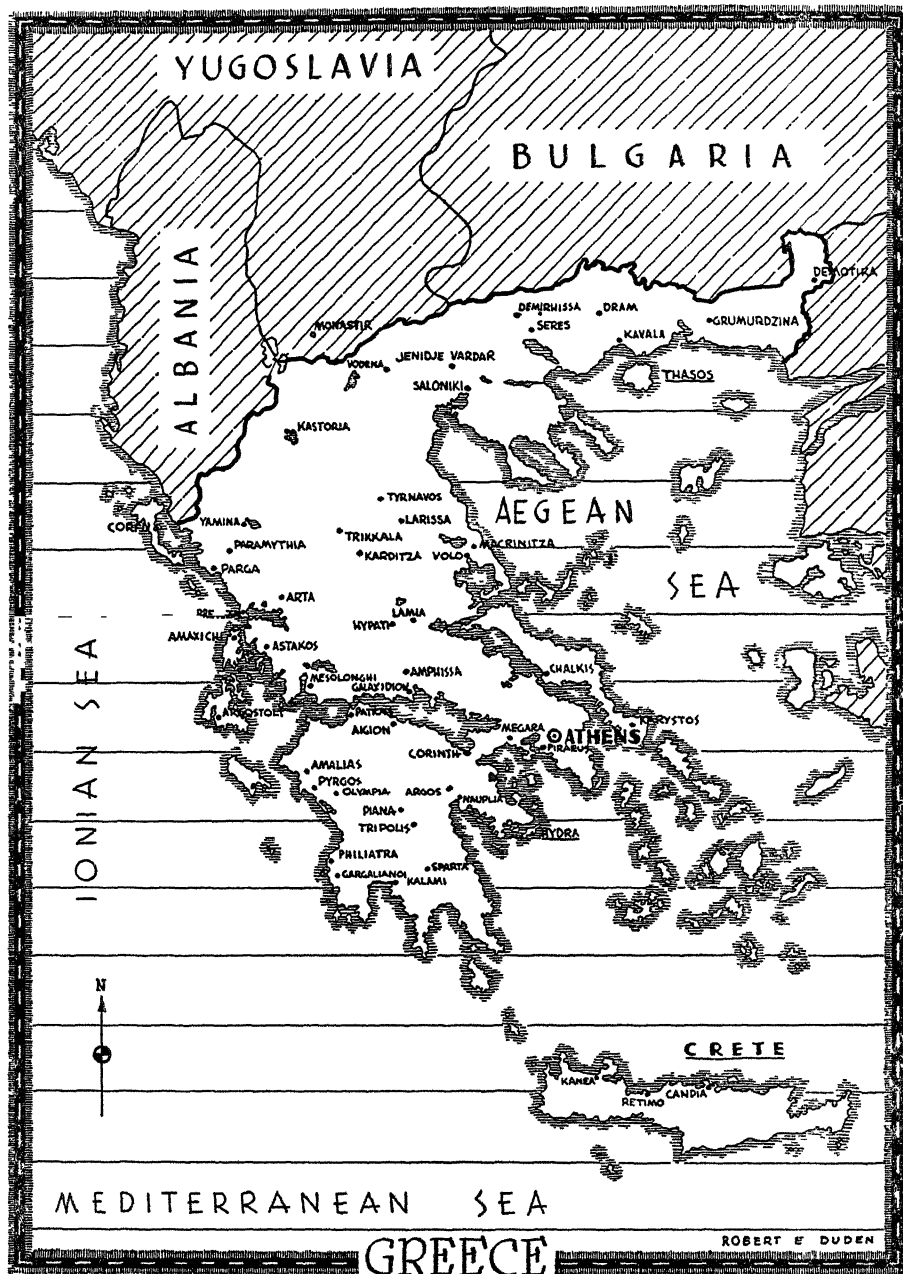 YUGOSLAVIA
BULGARIA
ALBANIA
DEMOTIKA
DEMIRHISSA
DRAM
SERES
GRUMURDZINA
MONASTIR
KAVALA
VODENA
JENIDJE VARDAR
SALONIKI
THASOS
KASTORIA
TYRNAVOS
AEGEAN
SEA
YAMINA
LARISSA
TRIKKALA
PARAMYTHIA
KARDITZA
VOLO
MACRINITZA
PARGA
ARTA
LAMIA
HYPATI
AMAXICHI
ASTAKOS
IONIAN SEA
AMPHISSA
CHALKIS
MESOLONGHI
GALAXIDION
ARGOSTOLI
PATRAS
AIGION
MEGARA
KARYSTOS
ATHENS
PIRAEUS
CORINTH
AMALIAS
PYRGOS
OLYMPIA
ARGOS
NAUPLIA
PIANA
TRIPOLIS
HYDRA
PHILIATRA
SPARTA
GARGALIANOI
KALAMI
N
CRETE
KANEA
RETIMO
CANDIA
MEDITERRANEAN SEA
ROBERT E DUDEN
GREECE